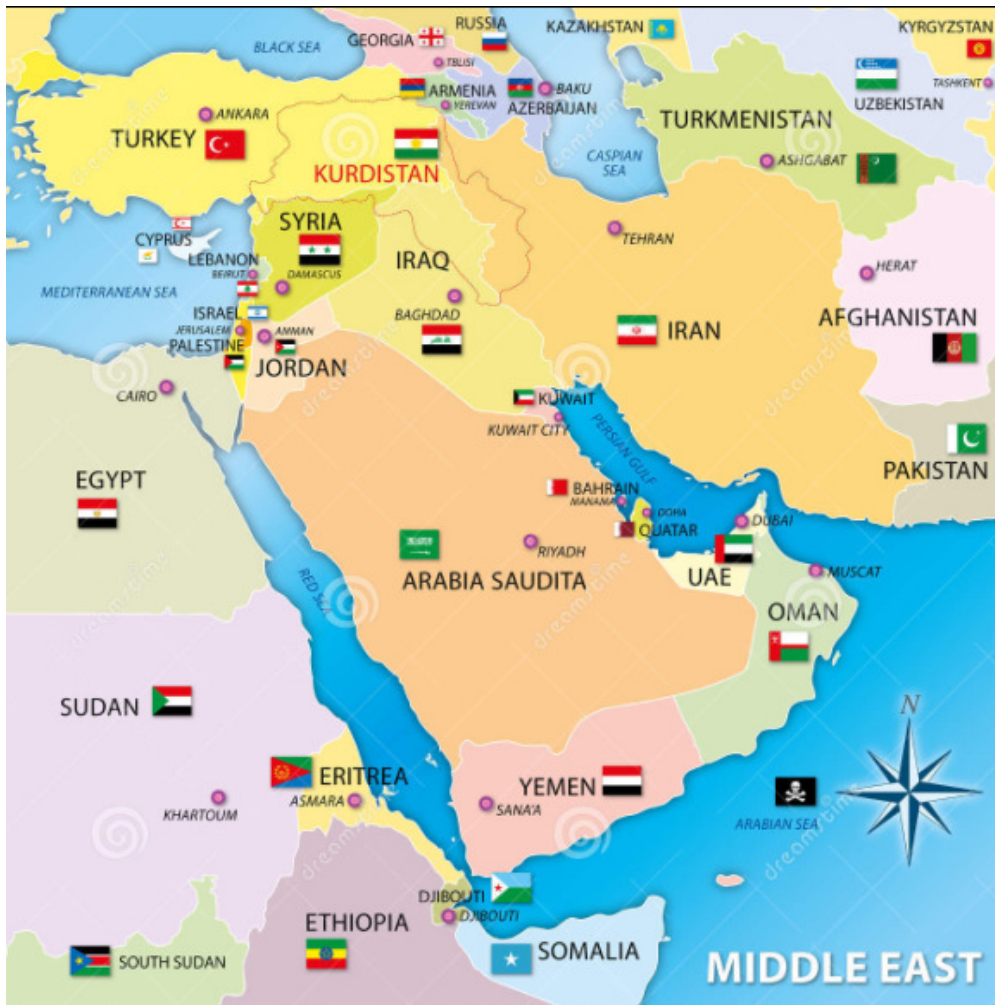 RUSSIA
KAZAKHSTAN
KYRGYZSTAN
GEORGIA
BLACK SEA
TBLISI
TASHKENT
ARMENIA
BAKU
UZBEKISTAN
YEREVAN
AZERBAIJAN
ANKARA
TURKMENISTAN
TURKEY
CASPIAN
SEA
ASHGABAT
KURDISTAN
SYRIA
TEHRAN
CYPRUS
LEBANON
IRAQ
HERAT
BEIRUT
DAMASCUS
MEDITERRANEAN SEA
ISRAEL
BAGHDAD
AFGHANISTAN
JERUSALEM
AMMAN
IRAN
PALESTINE
JORDAN
CAIRO
KUWAIT
KUWAIT CITY
PERSIAN GULF
PAKISTAN
EGYPT
BAHRAIN
MANAMA
DOHA
DUBAI
QUATAR
RIYADH
ARABIA SAUDITA
UAE
MUSCAT
RED SEA
OMAN
SUDAN
N
ERITREA
YEMEN
ASMARA
KHARTOUM
SANA'A
ARABIAN SEA
DJIBOUTI
DJIBOUTI
ETHIOPIA
SOMALIA
SOUTH SUDAN
MIDDLE EAST
dreamstime